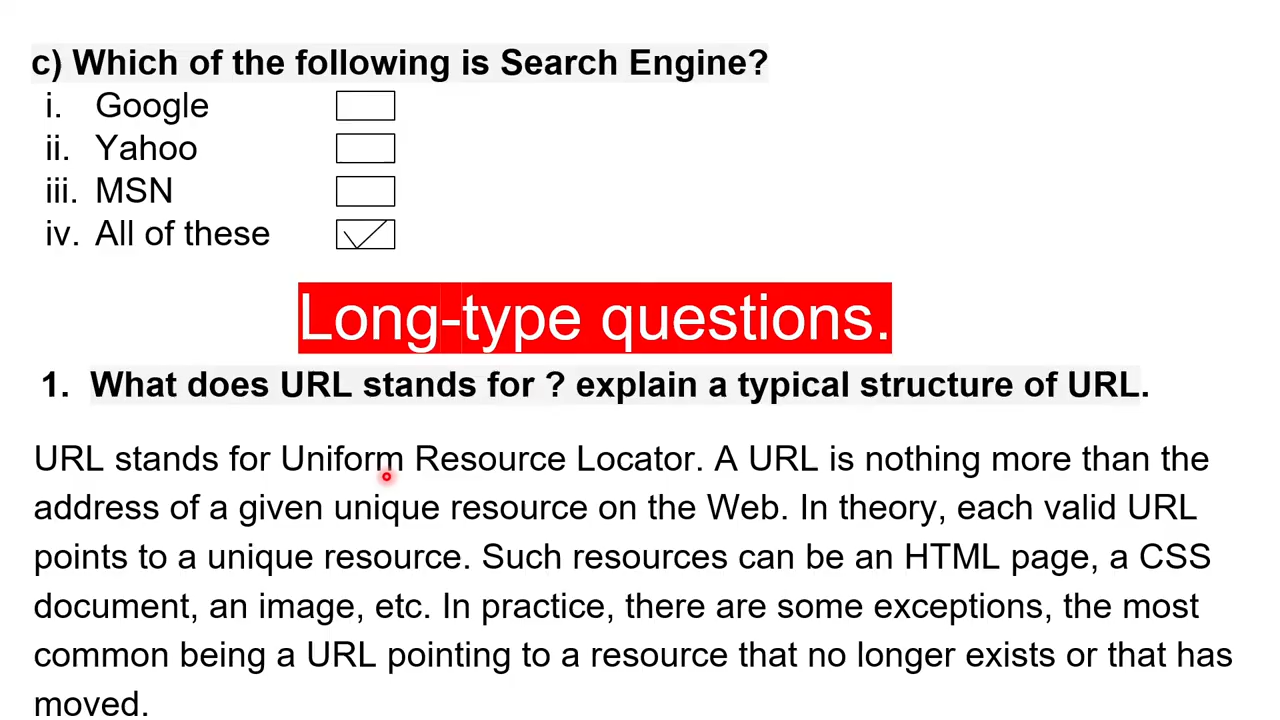 c) Which of the following is Search Engine?
i. Google
ii. Yahoo
iii. MSN
iv. All of these
Long-type questions.
1. What does URL stands for ? explain a typical structure of URL.
URL stands for Uniform Resource Locator. A URL is nothing more than the
address of a given unique resource on the Web. In theory, each valid URL
points to a unique resource. Such resources can be an HTML page, a CSS
document, an image, etc. In practice, there are some exceptions, the most
common being a URL pointing to a resource that no longer exists or that has
moved.